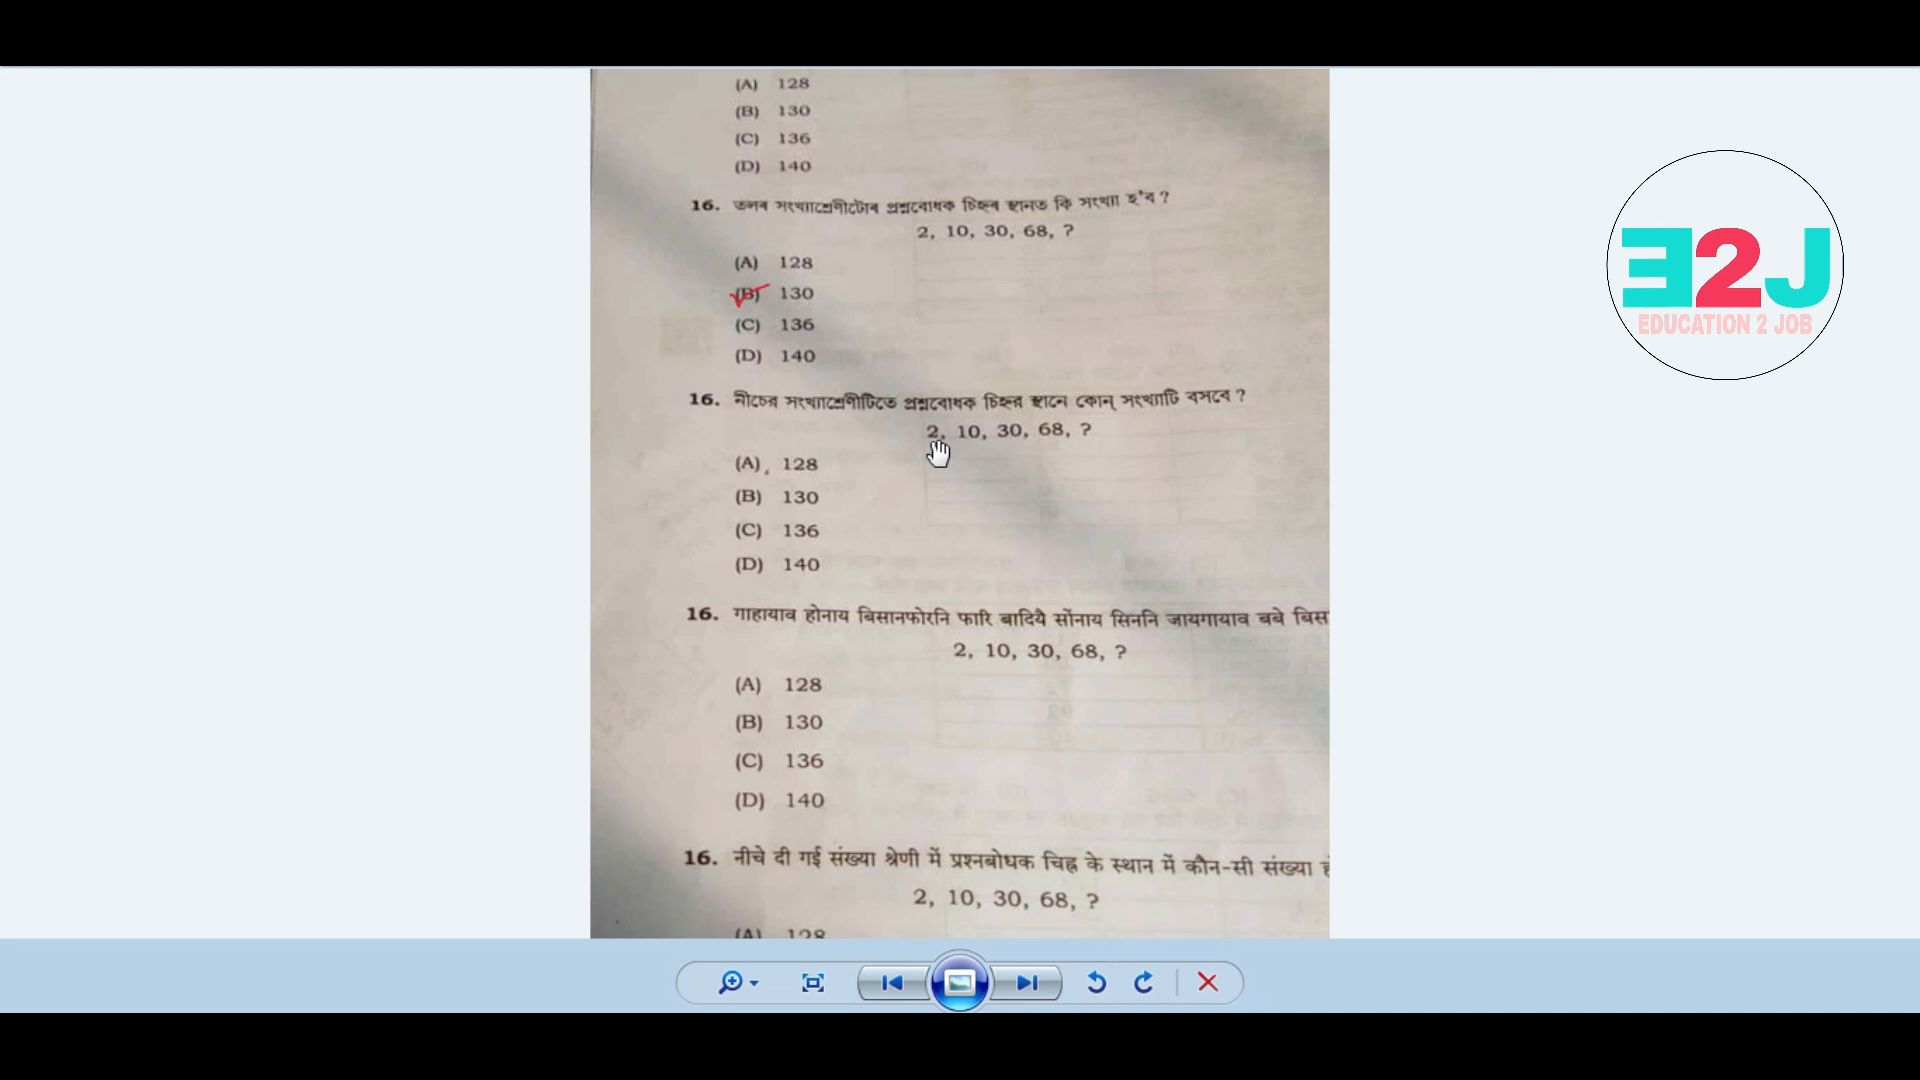 (A) 128
(B) 130
(C) 136
(D) 140
16. তলৰ সংখ্যাশ্ৰেণীটোৰ প্ৰশ্নবোধক চিহ্নৰ স্থানত কি সংখ্যা হ'ব ?
2, 10, 30, 68, ?
(A) 128
(B) 130
(C) 136
(D) 140
16. নীচের সংখ্যাশ্রেণীটিতে প্রশ্নবোধক চিহ্নর স্থানে কোন্ সংখ্যাটি বসবে ?
2, 10, 30, 68, ?
(A) 128
(B) 130
(C) 136
(D) 140
16. गाहायाव होनाय बिसानफोरनि फारि बादियै सोंनाय सिननि जायगायाव बबे
2, 10, 30, 68, ?
(A) 128
(B) 130
(C) 136
(D) 140
16. नीचे दी गई संख्या श्रेणी में प्रश्नबोधक चिह्न के स्थान में कौन-सी संख्या
2, 10, 30, 68, ?
(A) 128
E2J
EDUCATION 2 JOB